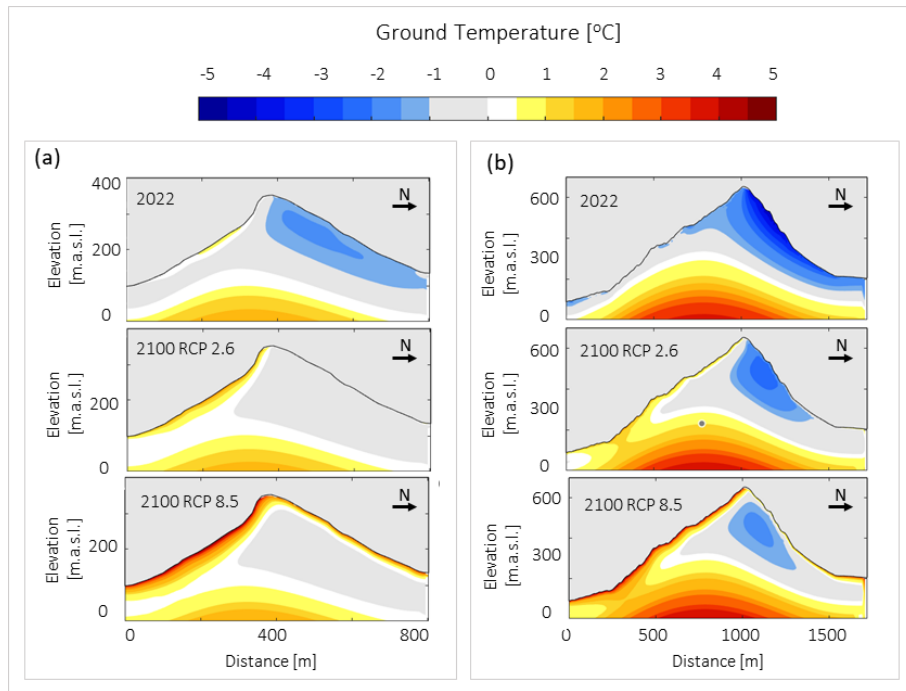 Ground Temperature [°C]
-5 -4 -3 -2 -1 0 1 2 3 4 5
(a)
400
200
0
Elevation
[m.a.s.l.]
2022
N
200
0
Elevation
[m.a.s.l.]
2100 RCP 2.6
N
200
0
Elevation
[m.a.s.l.]
2100 RCP 8.5
N
0 400 800
Distance [m]
(b)
600
300
0
Elevation
[m.a.s.l.]
2022
N
600
300
0
Elevation
[m.a.s.l.]
2100 RCP 2.6
N
600
300
0
Elevation
[m.a.s.l.]
2100 RCP 8.5
N
0 500 1000 1500
Distance [m]